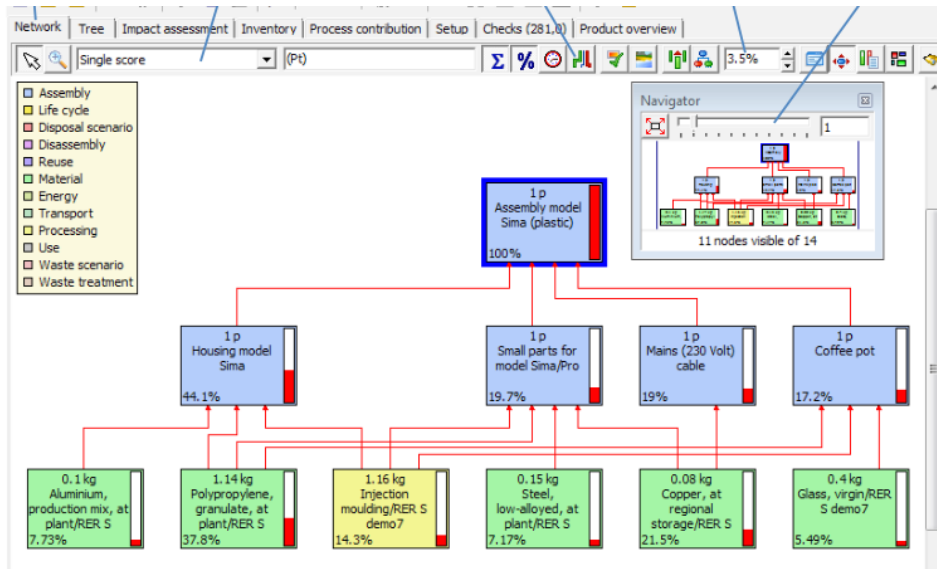 Network Tree Impact assessment Inventory Process contribution Setup Checks (281,0) Product overview
Single score (Pt) Σ % 3.5%
Assembly
Life cycle
Disposal scenario
Disassembly
Reuse
Material
Energy
Transport
Processing
Use
Waste scenario
Waste treatment
Navigator
1
11 nodes visible of 14
1 p
Assembly model
Sima (plastic)
100%
1 p
Housing model
Sima
44.1%
1 p
Small parts for
model Sima/Pro
19.7%
1 p
Mains (230 Volt)
cable
19%
1 p
Coffee pot
17.2%
0.1 kg
Aluminium,
production mix, at
plant/RER S
7.73%
1.14 kg
Polypropylene,
granulate, at
plant/RER S
37.8%
1.16 kg
Injection
moulding/RER S
demo7
14.3%
0.15 kg
Steel,
low-alloyed, at
plant/RER S
7.17%
0.08 kg
Copper, at
regional
storage/RER S
21.5%
0.4 kg
Glass, virgin/RER
S demo7
5.49%